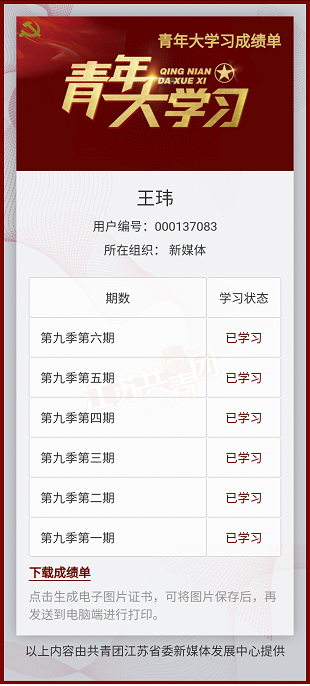 青年大学习成绩单
青年大学习
QING NIAN
DA XUE XI
王玮
用户编号：000137083
所在组织： 新媒体
期数 学习状态
第九季第六期 已学习
第九季第五期 已学习
江苏共青团
第九季第四期 已学习
第九季第三期 已学习
第九季第二期 已学习
第九季第一期 已学习
下载成绩单
点击生成电子图片证书，可将图片保存后，再
发送到电脑端进行打印。
以上内容由共青团江苏省委新媒体发展中心提供